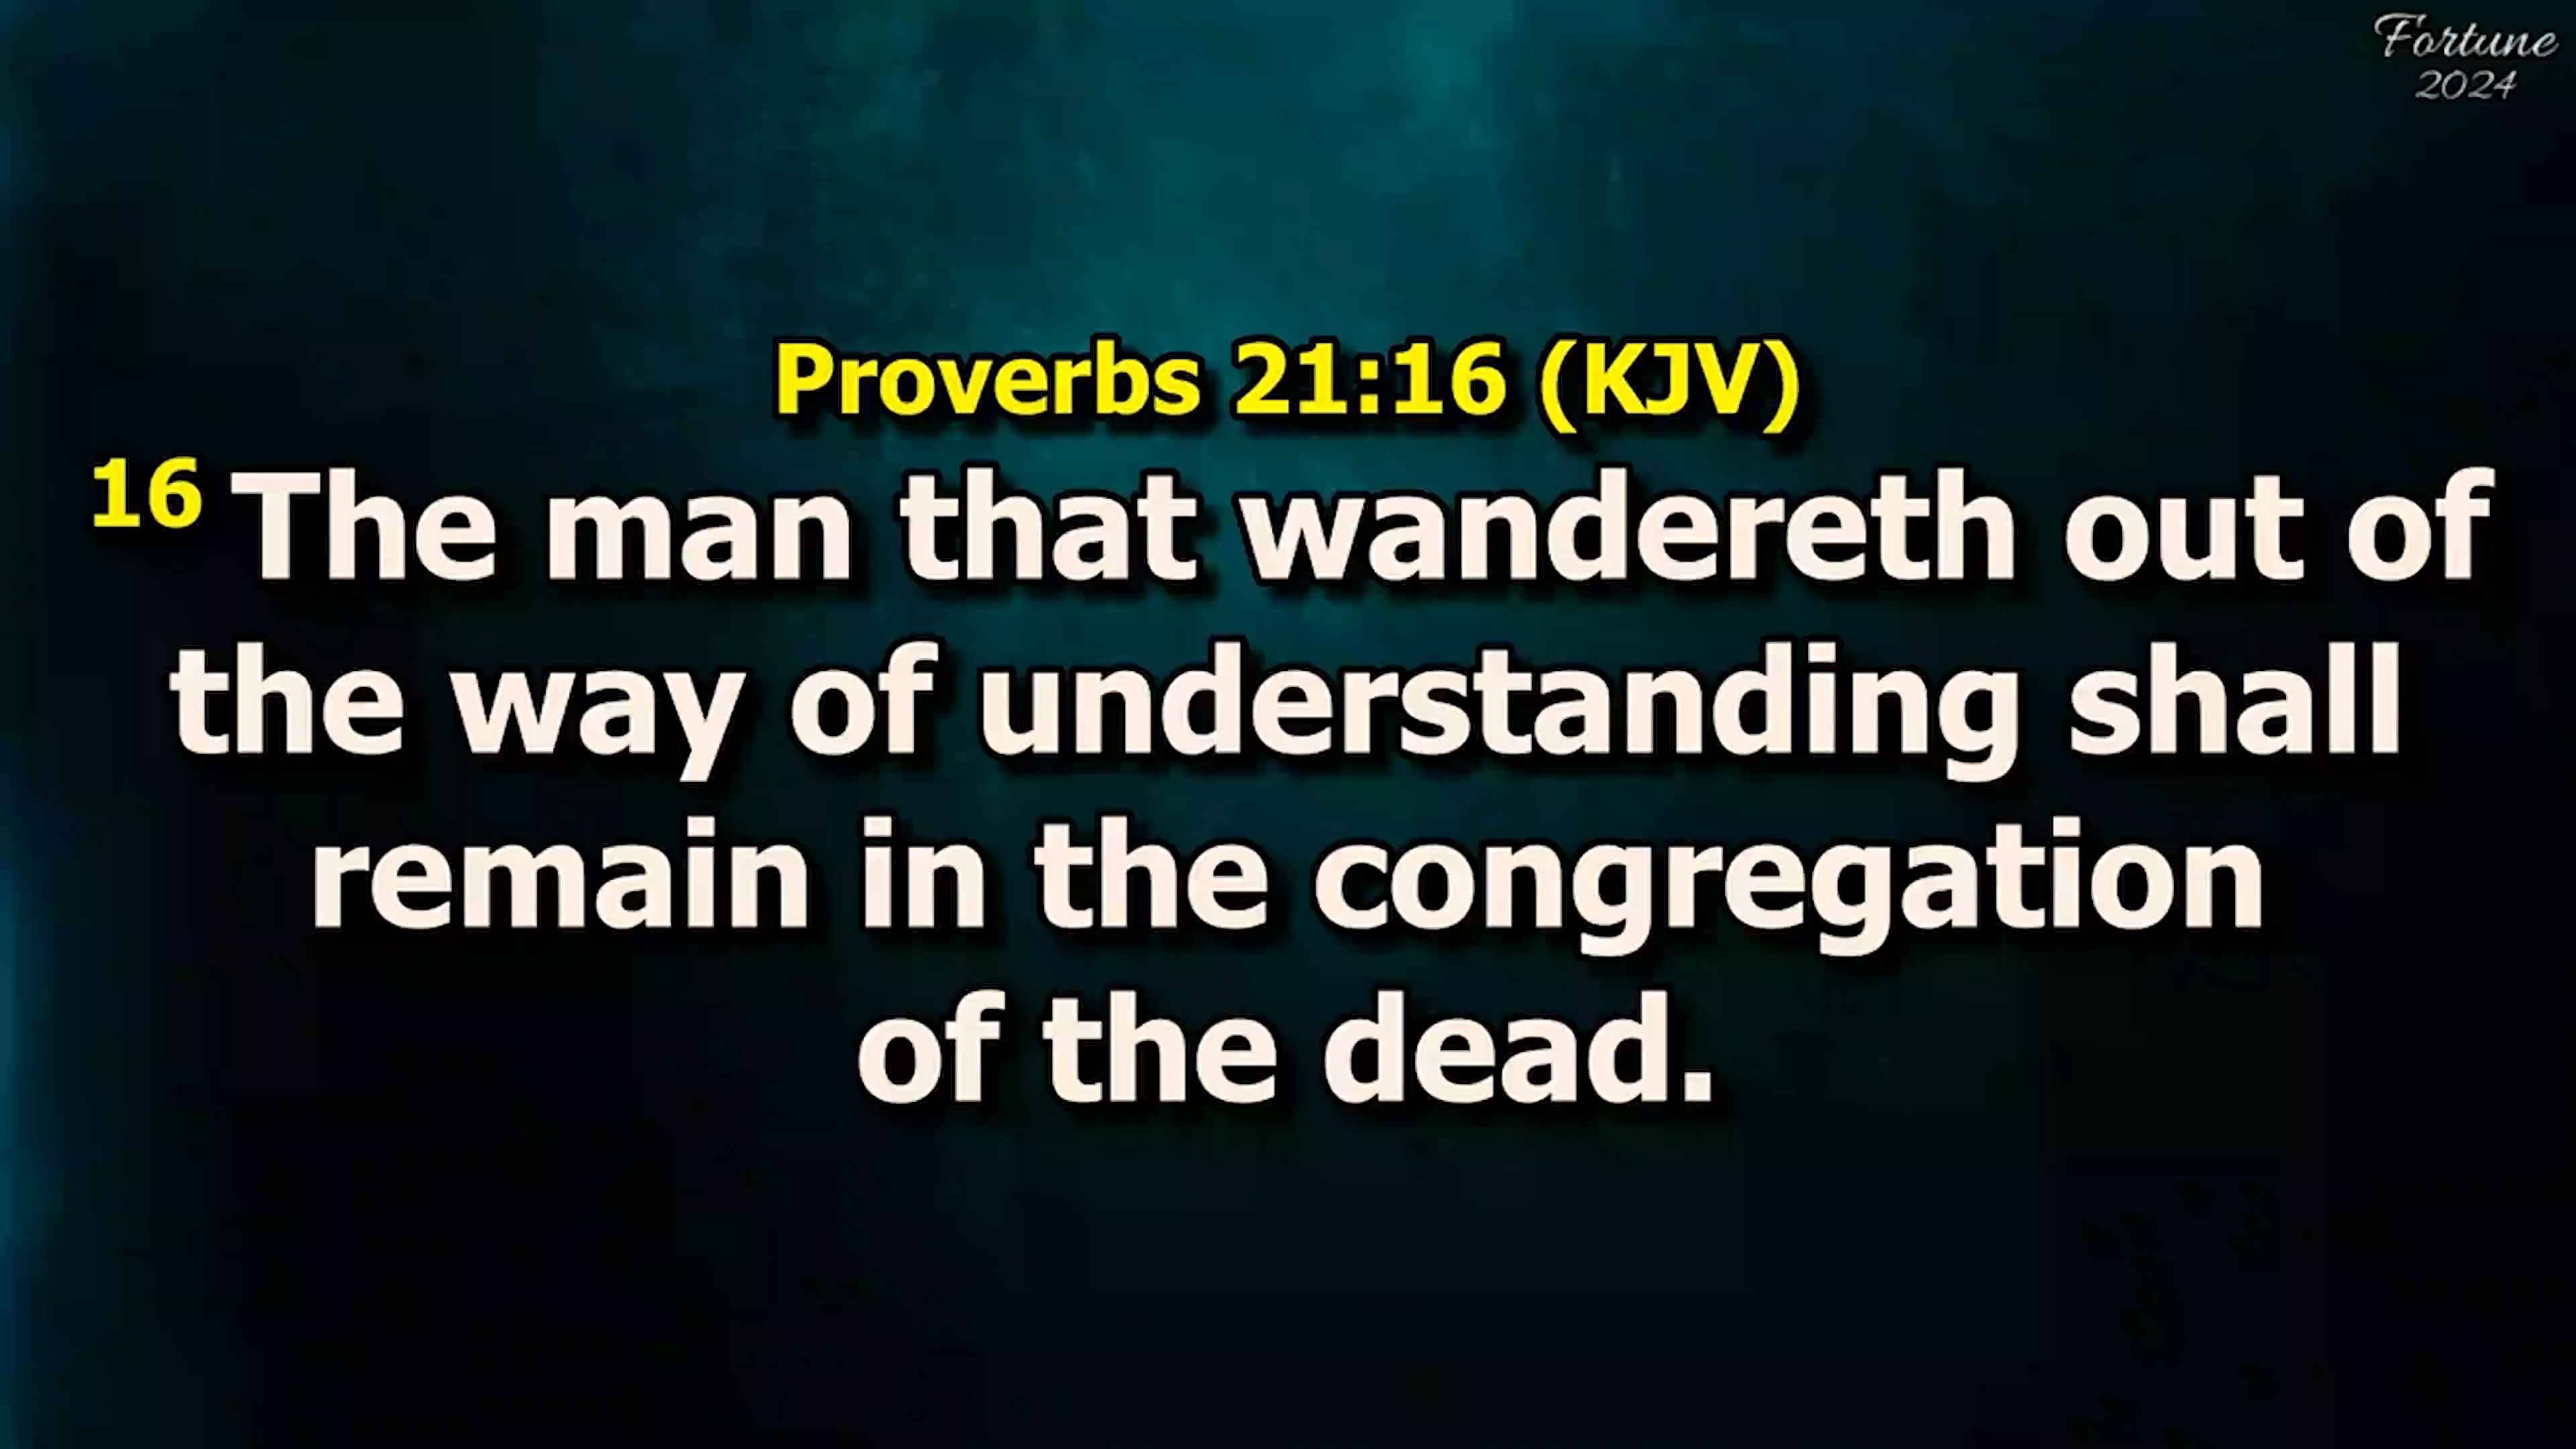 Fortune
2024
Proverbs 21:16 (KJV)
16 The man that wandereth out of
the way of understanding shall
remain in the congregation
of the dead.